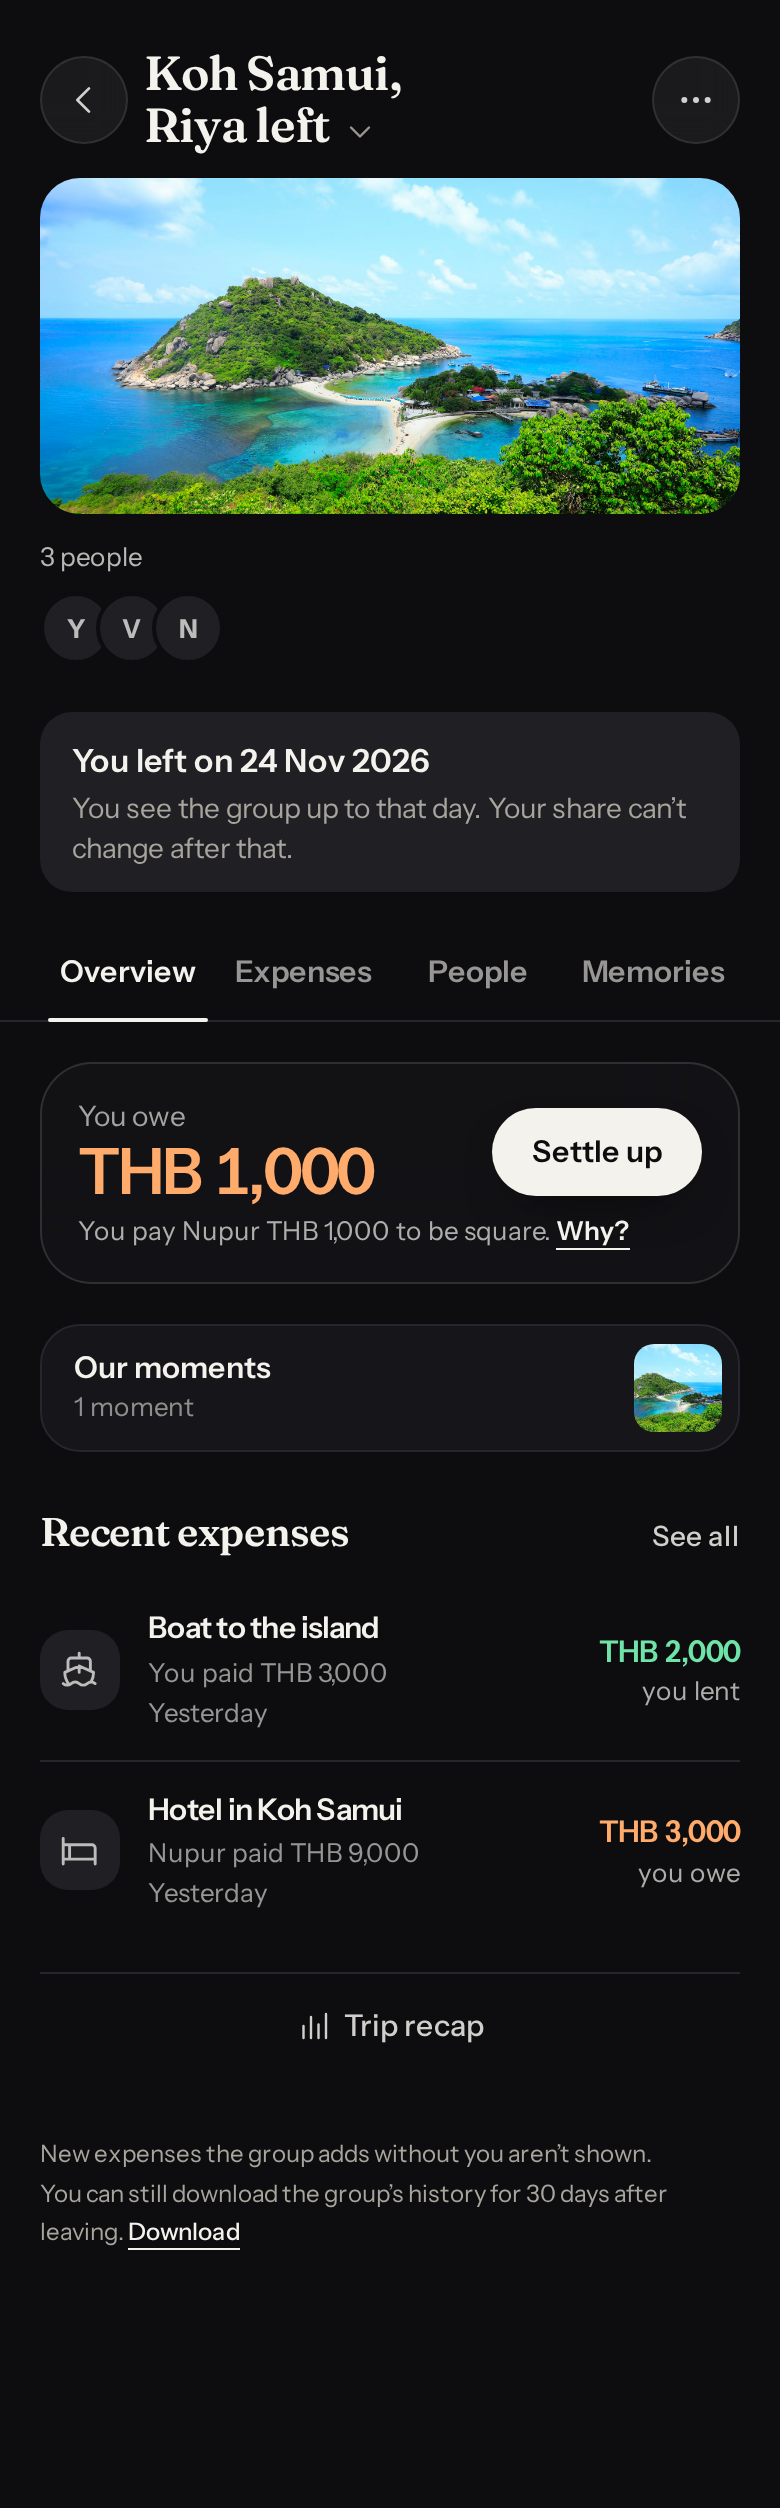 Koh Samui,
Riya left
3 people
Y V N
You left on 24 Nov 2026
You see the group up to that day. Your share can’t
change after that.
Overview Expenses People Memories
You owe
THB 1,000
Settle up
You pay Nupur THB 1,000 to be square. Why?
Our moments
1 moment
Recent expenses
See all
Boat to the island
You paid THB 3,000
Yesterday
THB 2,000
you lent
Hotel in Koh Samui
Nupur paid THB 9,000
Yesterday
THB 3,000
you owe
Trip recap
New expenses the group adds without you aren’t shown.
You can still download the group’s history for 30 days after
leaving. Download